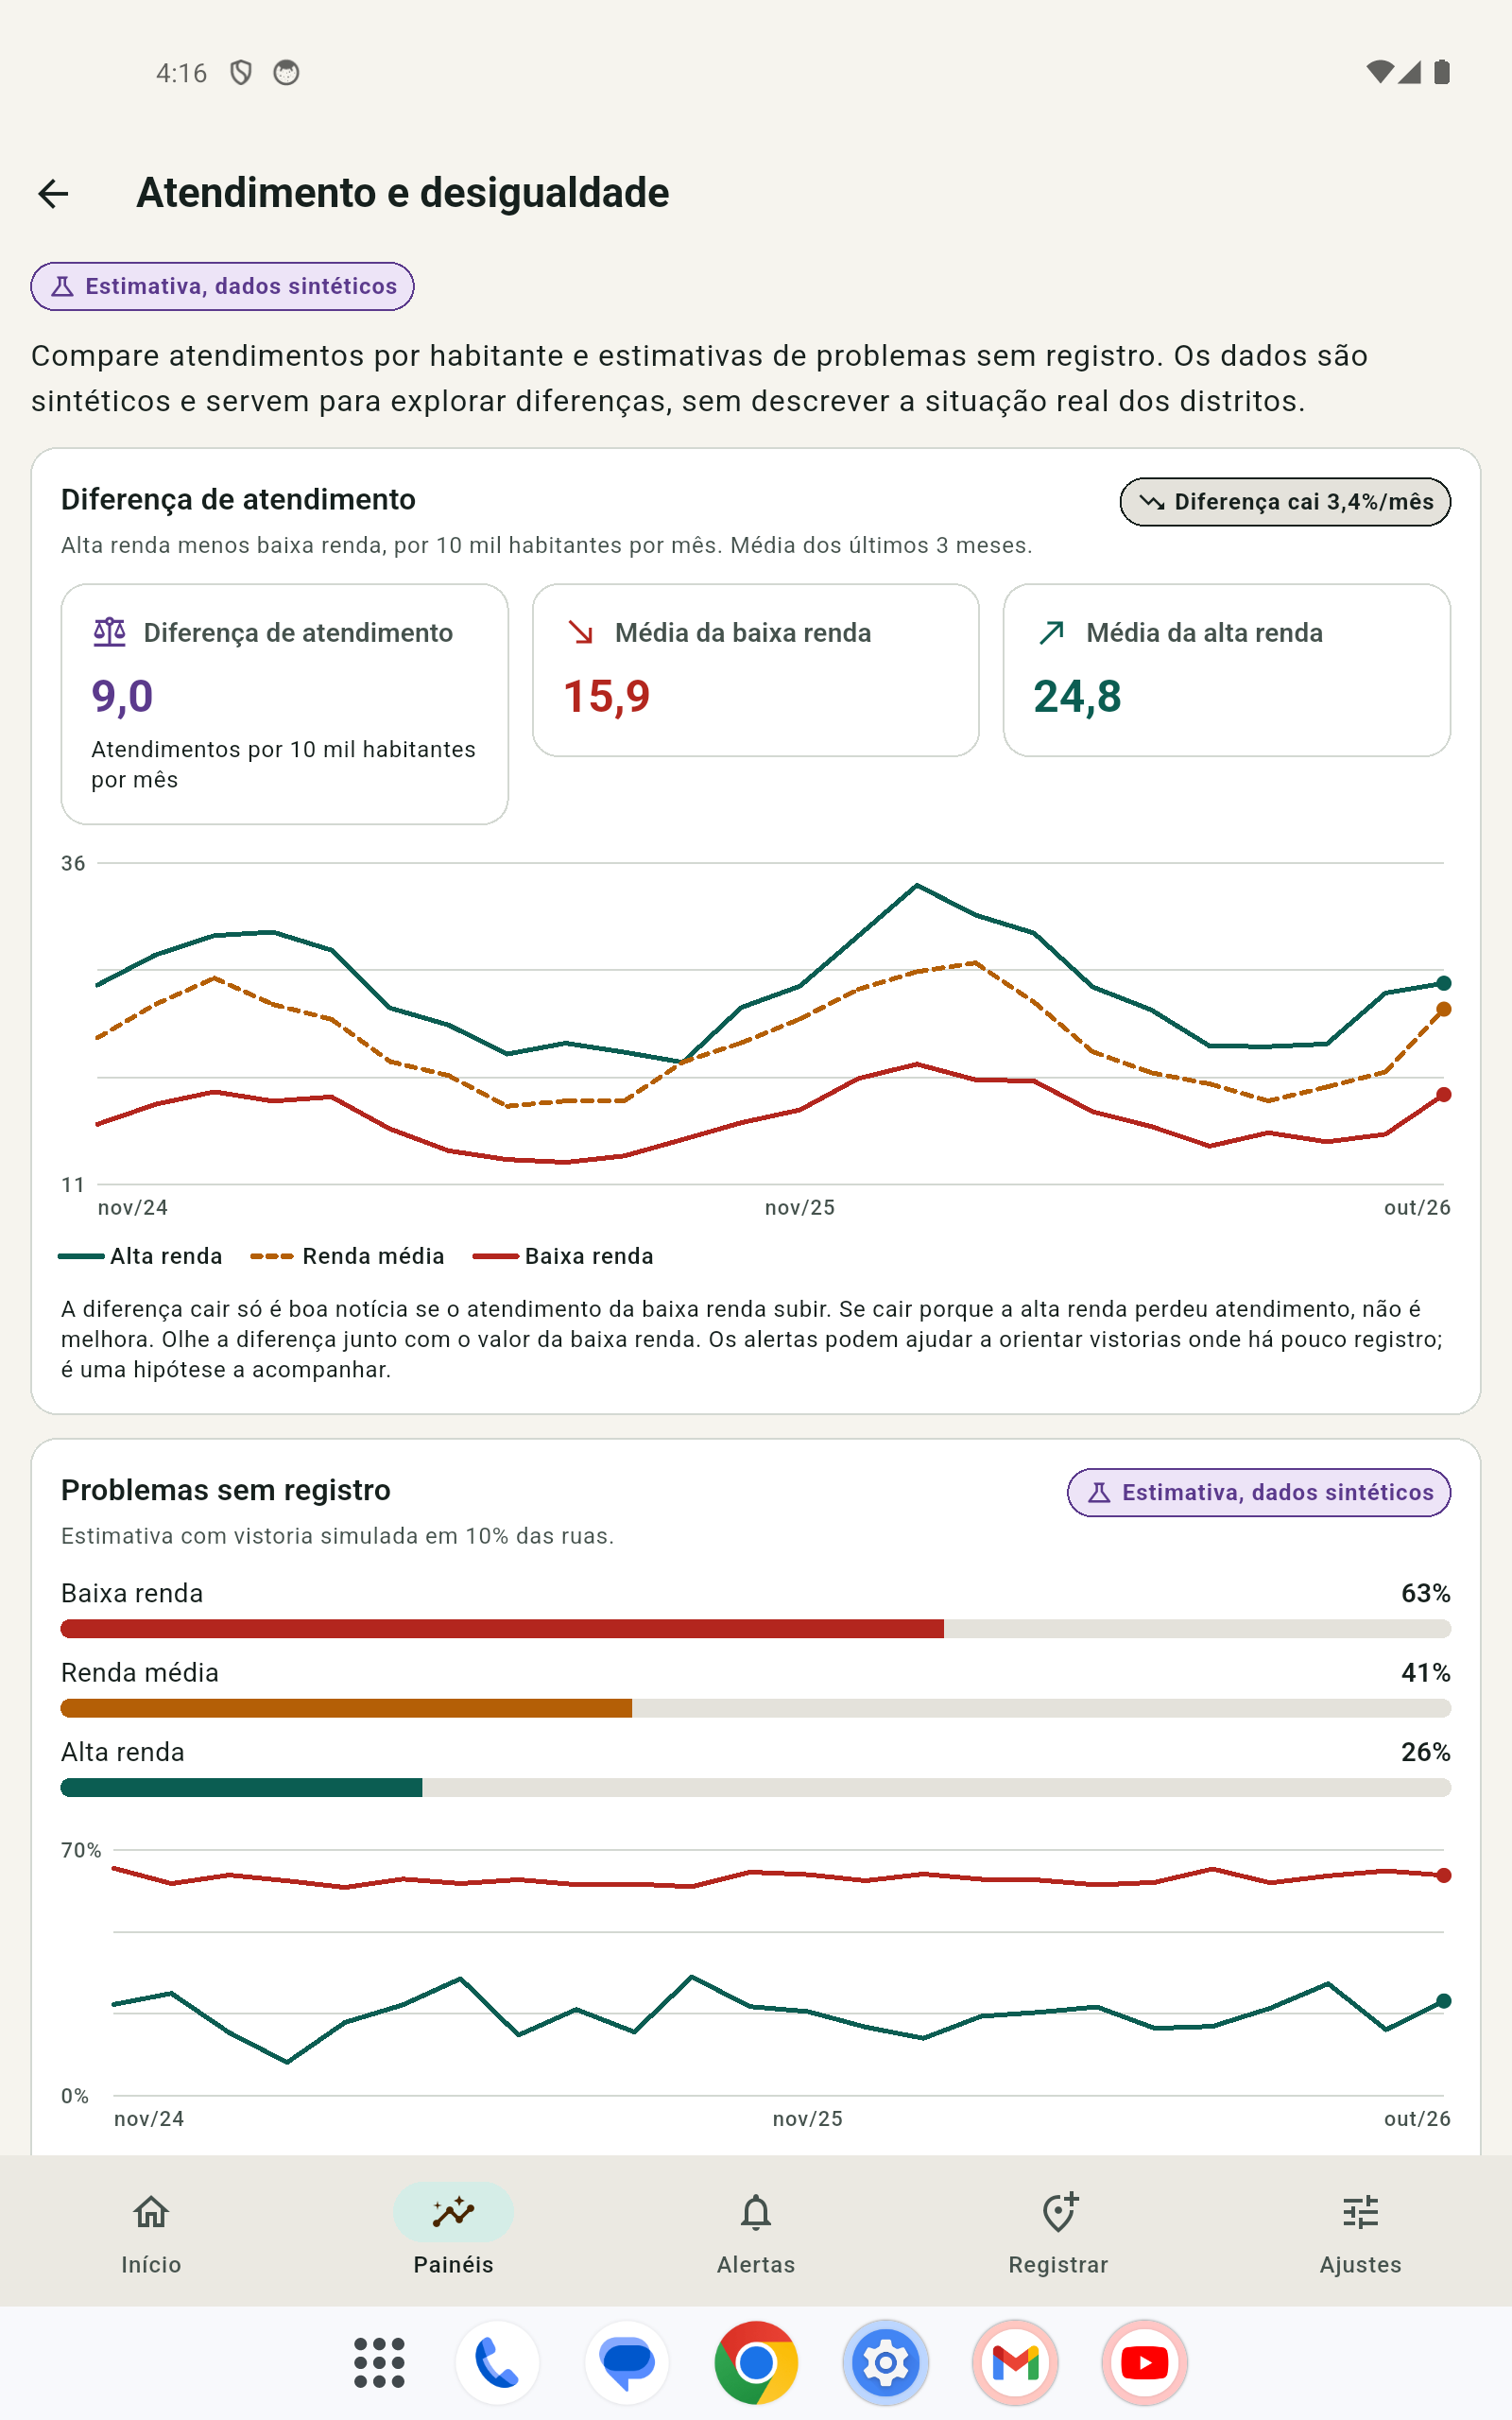 4:16
Atendimento e desigualdade
Estimativa, dados sintéticos
Compare atendimentos por habitante e estimativas de problemas sem registro. Os dados são
sintéticos e servem para explorar diferenças, sem descrever a situação real dos distritos.
Diferença de atendimento
Diferença cai 3,4%/mês
Alta renda menos baixa renda, por 10 mil habitantes por mês. Média dos últimos 3 meses.
Diferença de atendimento
9,0
Atendimentos por 10 mil habitantes
por mês
Média da baixa renda
15,9
Média da alta renda
24,8
36
11
nov/24
nov/25
out/26
Alta renda
Renda média
Baixa renda
A diferença cair só é boa notícia se o atendimento da baixa renda subir. Se cair porque a alta renda perdeu atendimento, não é
melhora. Olhe a diferença junto com o valor da baixa renda. Os alertas podem ajudar a orientar vistorias onde há pouco registro;
é uma hipótese a acompanhar.
Problemas sem registro
Estimativa, dados sintéticos
Estimativa com vistoria simulada em 10% das ruas.
Baixa renda 63%
Renda média 41%
Alta renda 26%
70%
0%
nov/24
nov/25
out/26
Início
Painéis
Alertas
Registrar
Ajustes